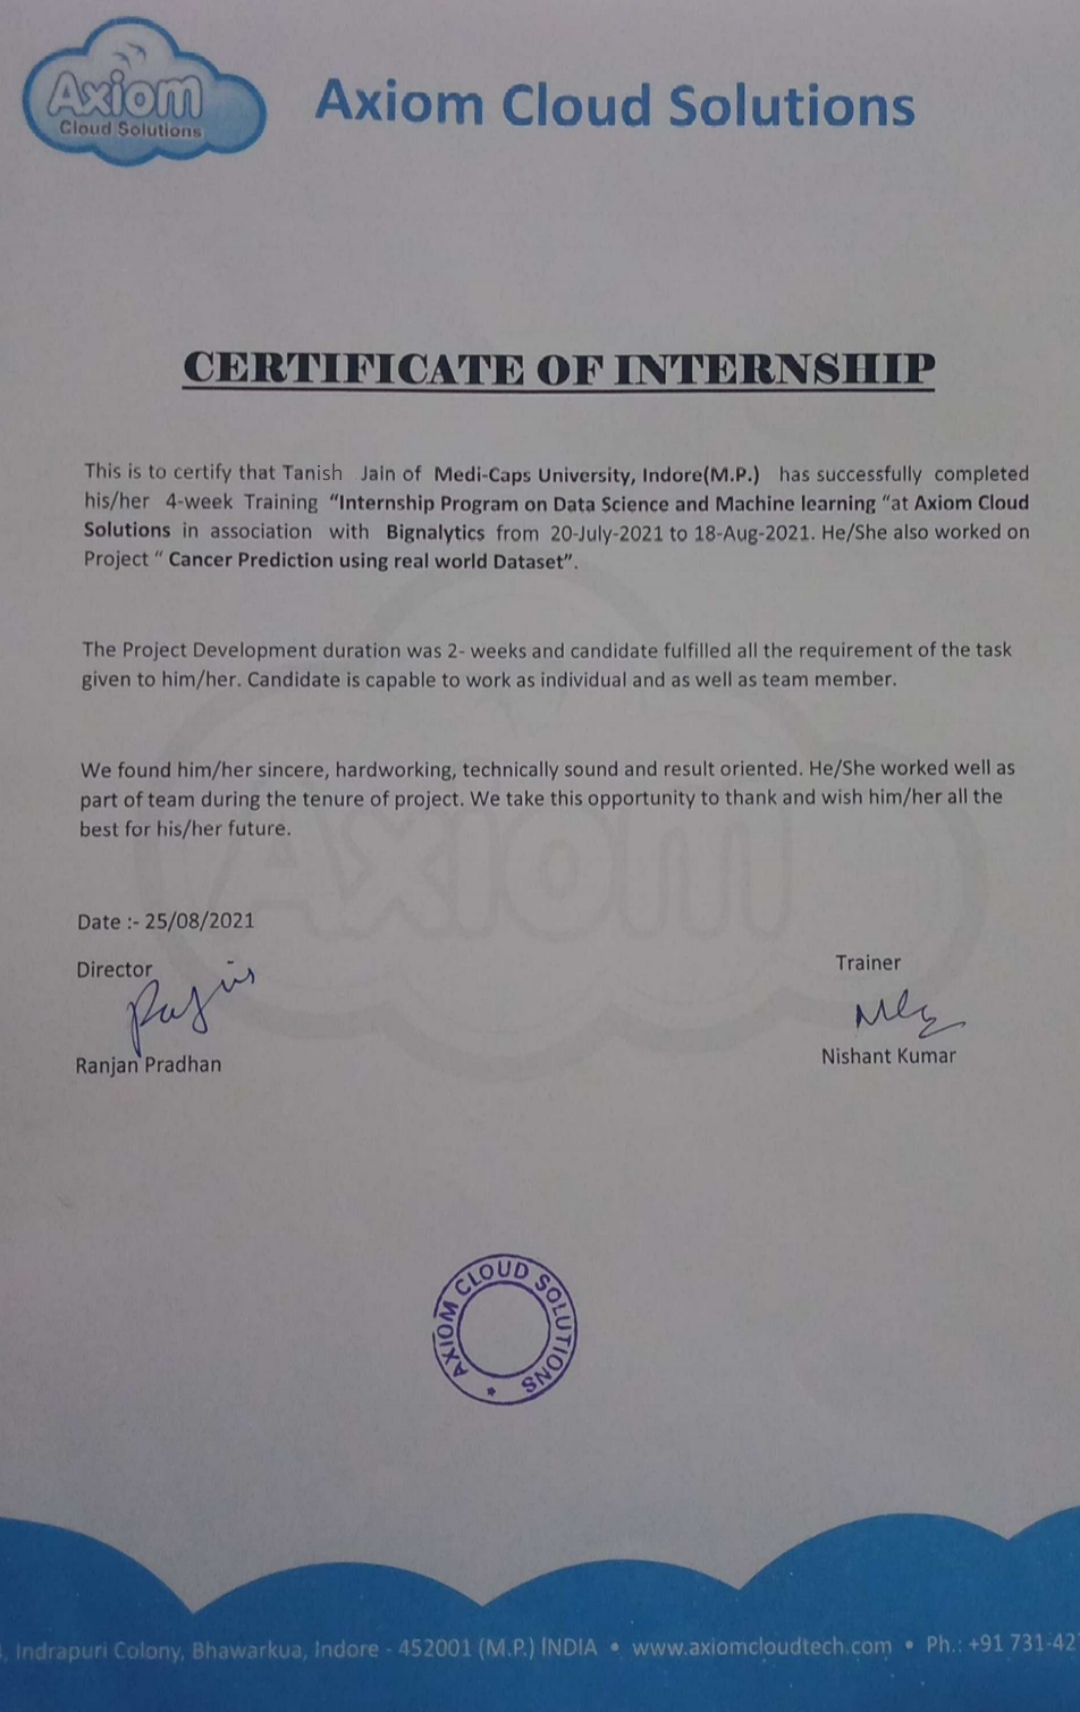 Axiom
Cloud Solutions
Axiom Cloud Solutions
CERTIFICATE OF INTERNSHIP
This is to certify that Tanish Jain of Medi-Caps University, Indore(M.P.) has successfully completed
his/her 4-week Training “Internship Program on Data Science and Machine learning “at Axiom Cloud
Solutions in association with Bignalytics from 20-July-2021 to 18-Aug-2021. He/She also worked on
Project “ Cancer Prediction using real world Dataset”.
The Project Development duration was 2- weeks and candidate fulfilled all the requirement of the task
given to him/her. Candidate is capable to work as individual and as well as team member.
We found him/her sincere, hardworking, technically sound and result oriented. He/She worked well as
part of team during the tenure of project. We take this opportunity to thank and wish him/her all the
best for his/her future.
Axiom
Date :- 25/08/2021
Director
Trainer
Ranjan Pradhan
Nishant Kumar
AXIOM CLOUD SOLUTIONS *
, Indrapuri Colony, Bhawarkua, Indore - 452001 (M.P.) INDIA • www.axiomcloudtech.com • Ph.: +91 731-42